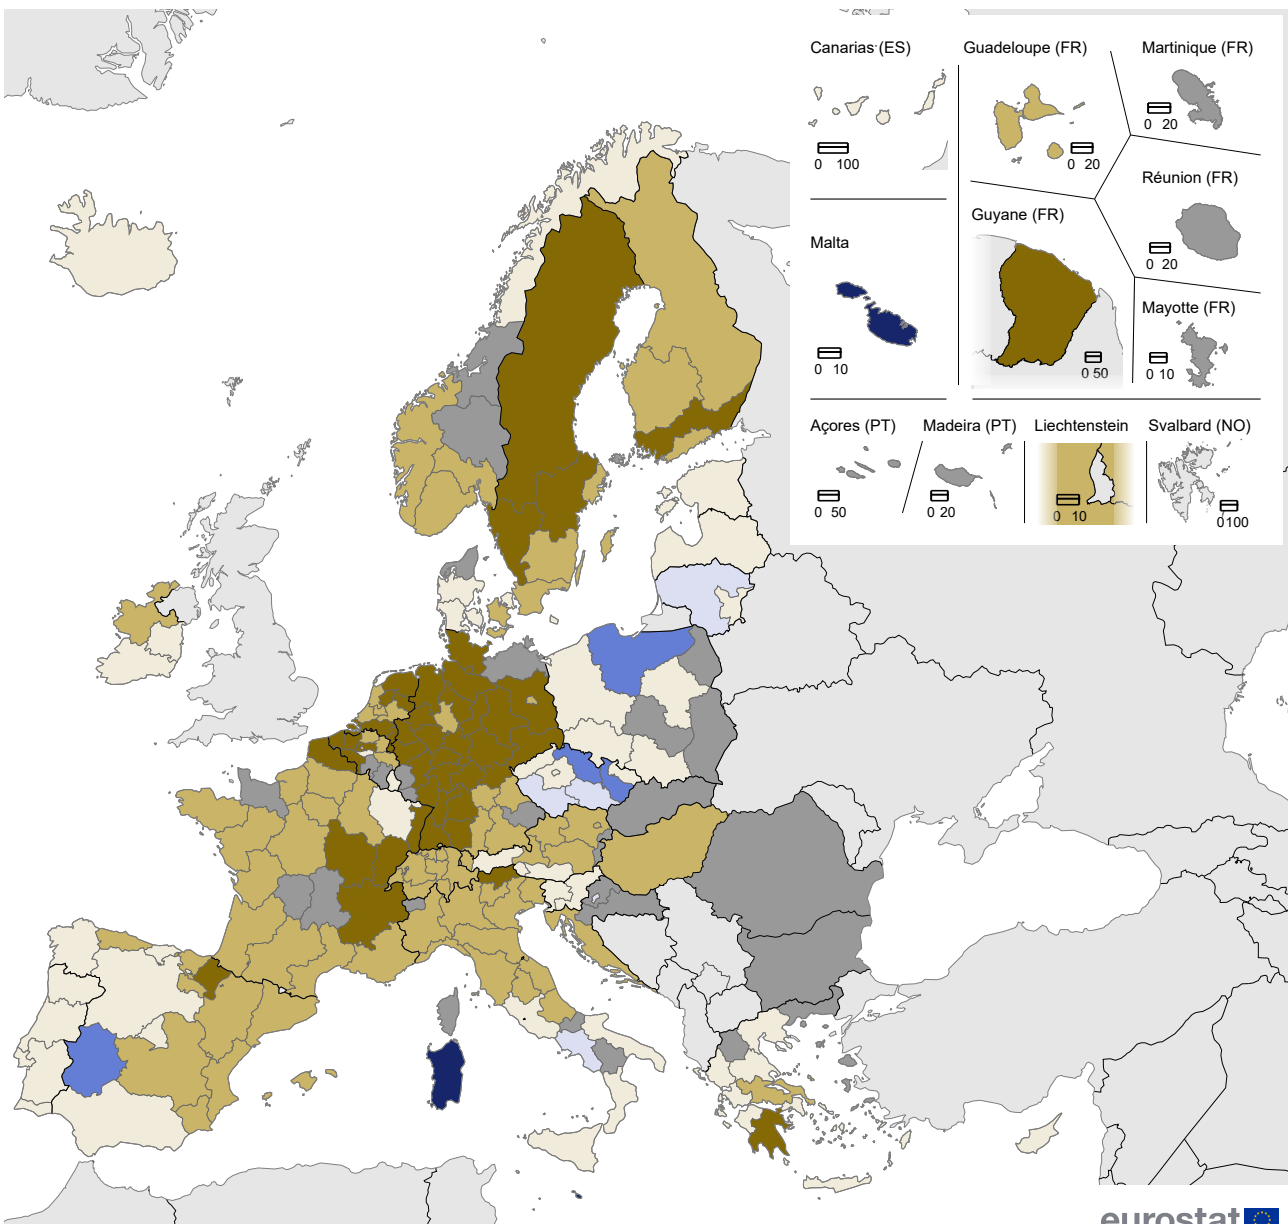 Canarias (ES)
0 100
Guadeloupe (FR)
0 20
Martinique (FR)
0 20
Réunion (FR)
0 20
Guyane (FR)
0 50
Mayotte (FR)
0 10
Malta
0 10
Açores (PT)
0 50
Madeira (PT)
0 20
Liechtenstein
0 10
Svalbard (NO)
0 100
eurostat